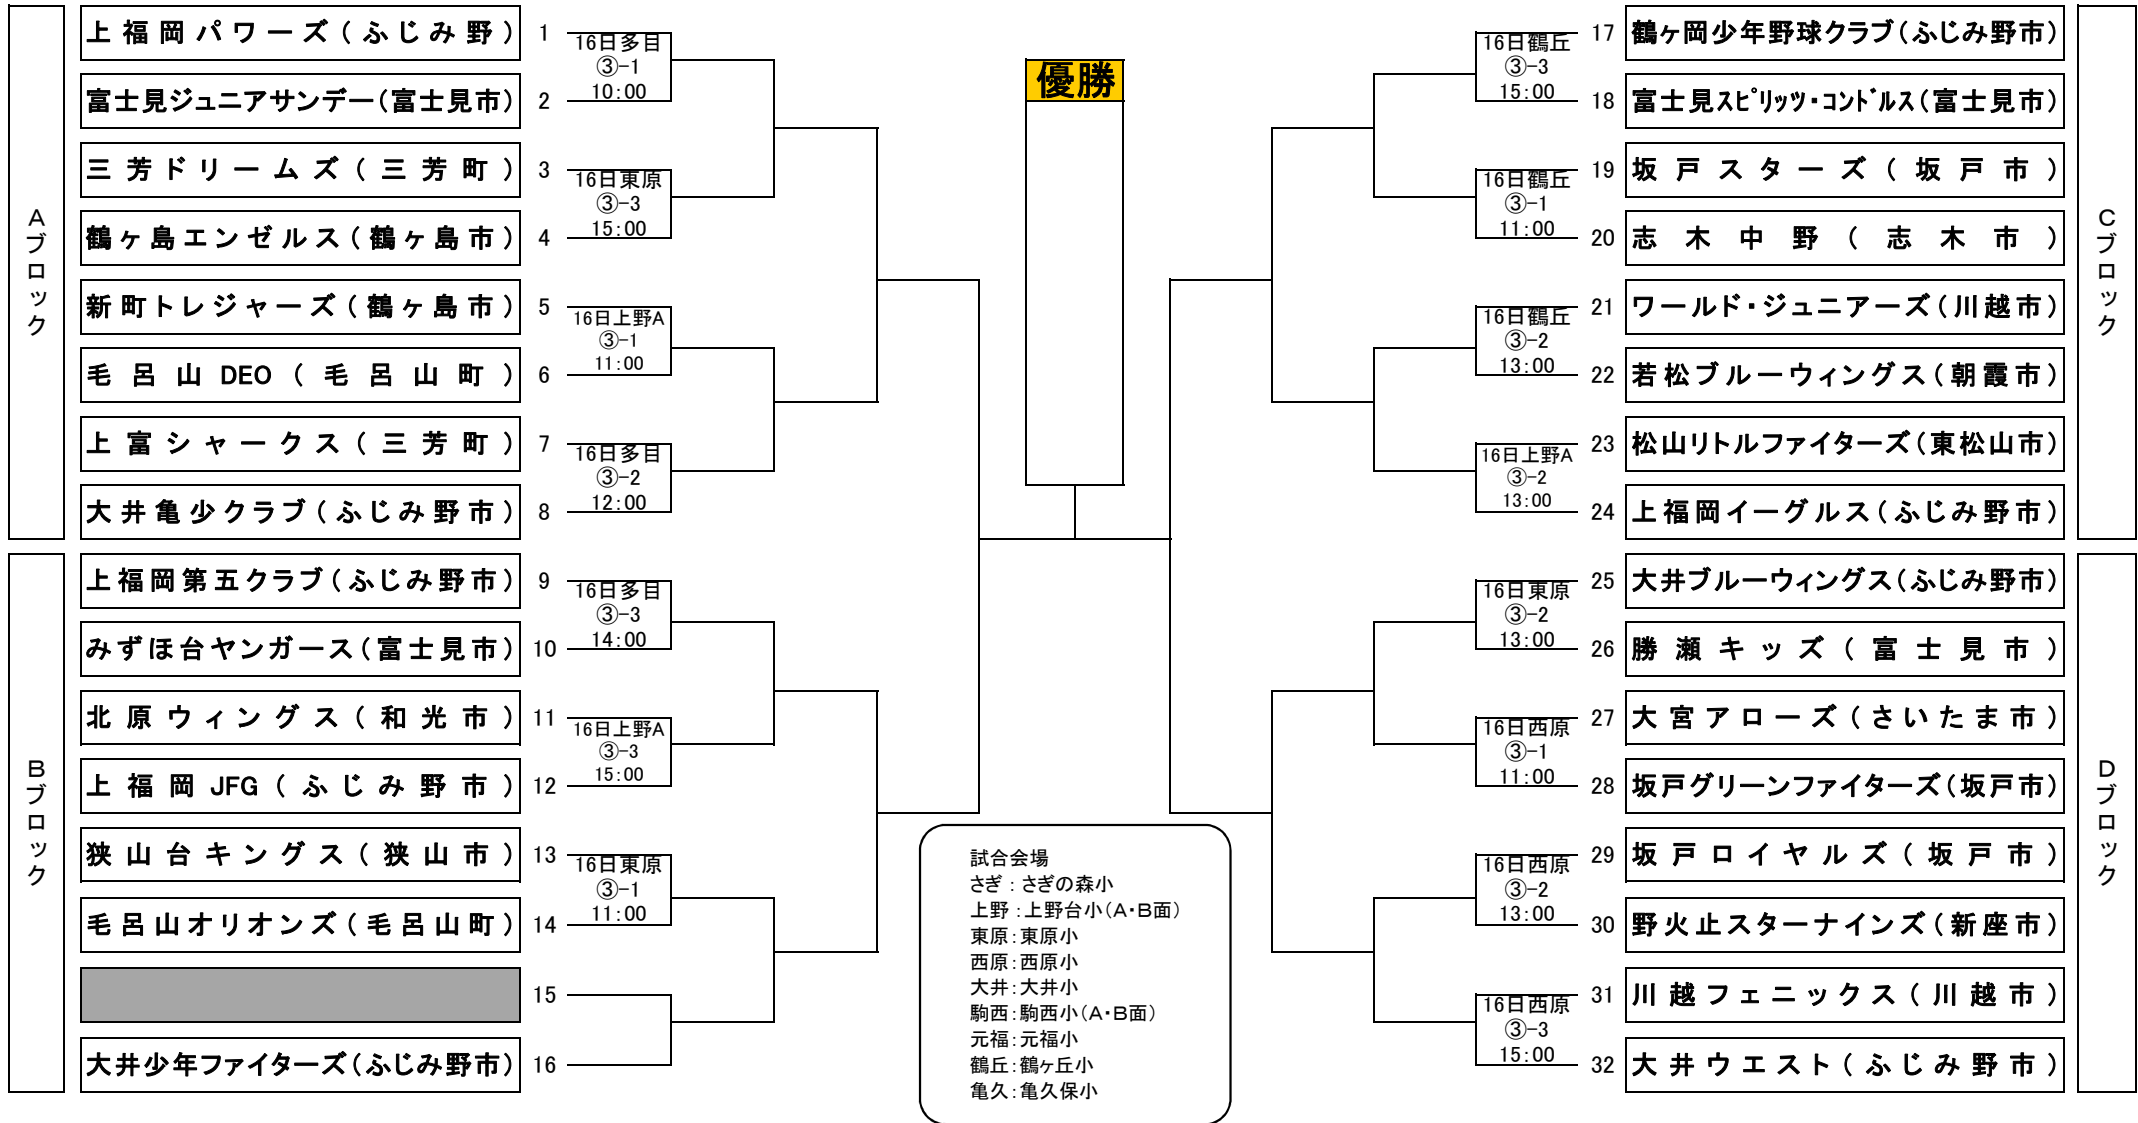 Aブロック
上福岡パワーズ(ふじみ野) 1
16日多目
③-1
10:00
富士見ジュニアサンデー(富士見市) 2
三芳ドリームズ(三芳町) 3
16日東原
③-3
15:00
鶴ヶ島エンゼルス(鶴ヶ島市) 4
新町トレジャーズ(鶴ヶ島市) 5
16日上野A
③-1
11:00
毛呂山DEO(毛呂山町) 6
上富シャークス(三芳町) 7
16日多目
③-2
12:00
大井亀少クラブ(ふじみ野市) 8
Bブロック
上福岡第五クラブ(ふじみ野市) 9
16日多目
③-3
14:00
みずほ台ヤンガース(富士見市) 10
北原ウィングス(和光市) 11
16日上野A
③-3
15:00
上福岡JFG(ふじみ野市) 12
狭山台キングス(狭山市) 13
16日東原
③-1
11:00
毛呂山オリオンズ(毛呂山町) 14
15
大井少年ファイターズ(ふじみ野市) 16
優勝
試合会場
さぎ：さぎの森小
上野：上野台小(A・B面)
東原：東原小
西原：西原小
大井：大井小
駒西：駒西小(A・B面)
元福：元福小
鶴丘：鶴ヶ丘小
亀久：亀久保小
Cブロック
17 鶴ヶ岡少年野球クラブ(ふじみ野市)
16日鶴丘
③-3
15:00
18 富士見スピリッツ・コンドルス(富士見市)
19 坂戸スターズ(坂戸市)
16日鶴丘
③-1
11:00
20 志木中野(志木市)
21 ワールド・ジュニアーズ(川越市)
16日鶴丘
③-2
13:00
22 若松ブルーウィングス(朝霞市)
23 松山リトルファイターズ(東松山市)
16日上野A
③-2
13:00
24 上福岡イーグルス(ふじみ野市)
Dブロック
25 大井ブルーウィングス(ふじみ野市)
16日東原
③-2
13:00
26 勝瀬キッズ(富士見市)
27 大宮アローズ(さいたま市)
16日西原
③-1
11:00
28 坂戸グリーンファイターズ(坂戸市)
29 坂戸ロイヤルズ(坂戸市)
16日西原
③-2
13:00
30 野火止スターナインズ(新座市)
31 川越フェニックス(川越市)
16日西原
③-3
15:00
32 大井ウエスト(ふじみ野市)